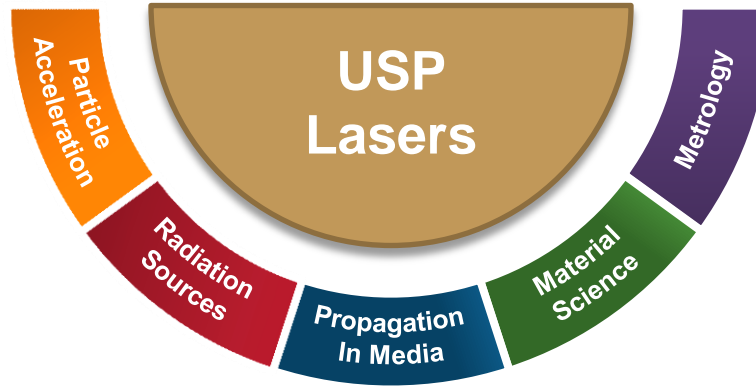 USP
Lasers
Particle
Acceleration
Radiation
Sources
Propagation
In Media
Material
Science
Metrology